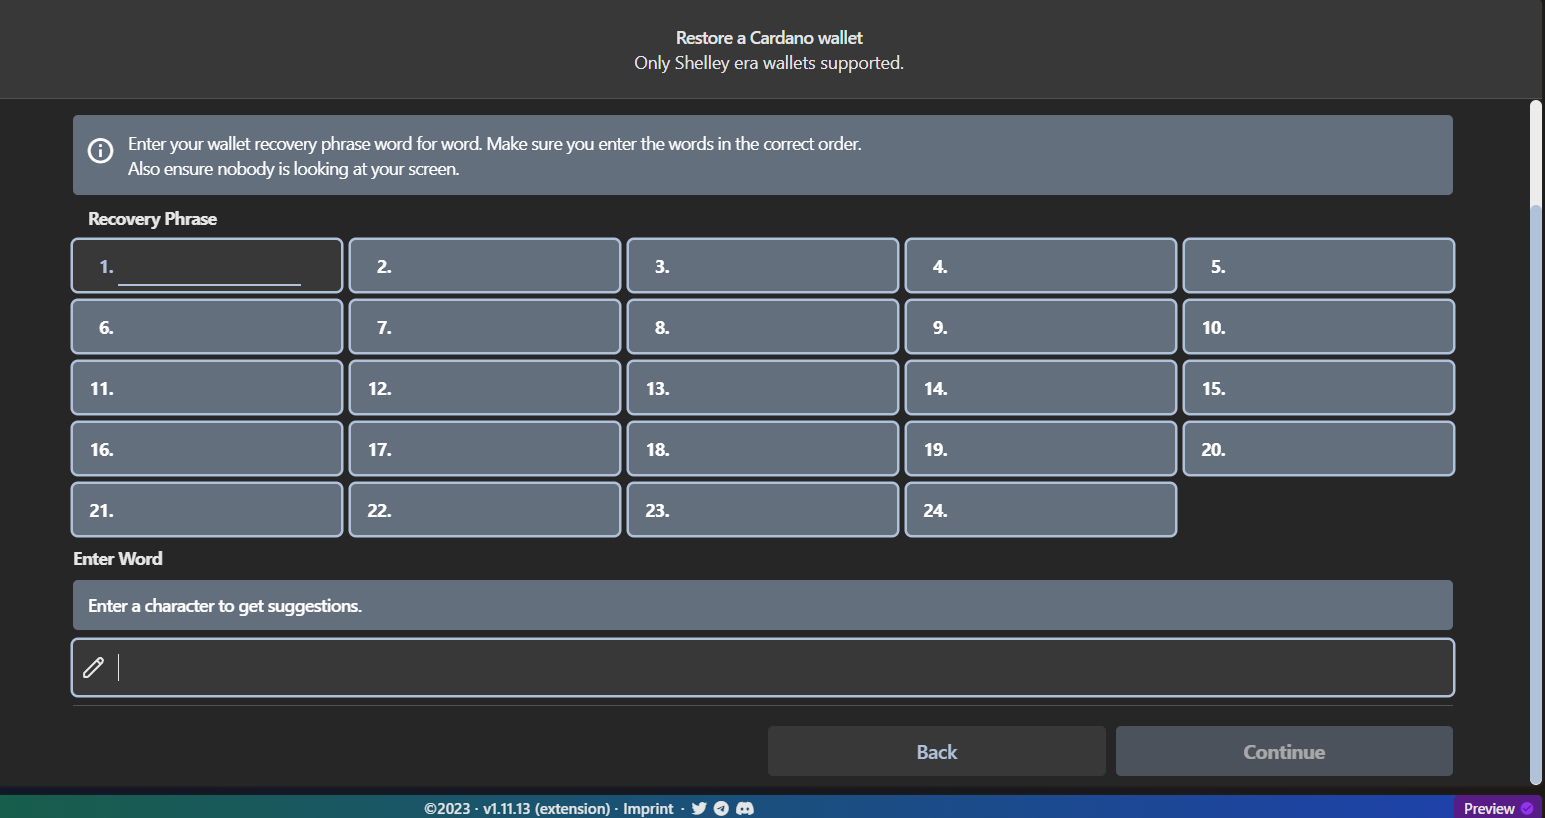 Restore a Cardano wallet
Only Shelley era wallets supported.
Enter your wallet recovery phrase word for word. Make sure you enter the words in the correct order.
Also ensure nobody is looking at your screen.
Recovery Phrase
1. 2. 3. 4. 5.
6. 7. 8. 9. 10.
11. 12. 13. 14. 15.
16. 17. 18. 19. 20.
21. 22. 23. 24.
Enter Word
Enter a character to get suggestions.
Back Continue
©2023 · v1.11.13 (extension) · Imprint · Preview